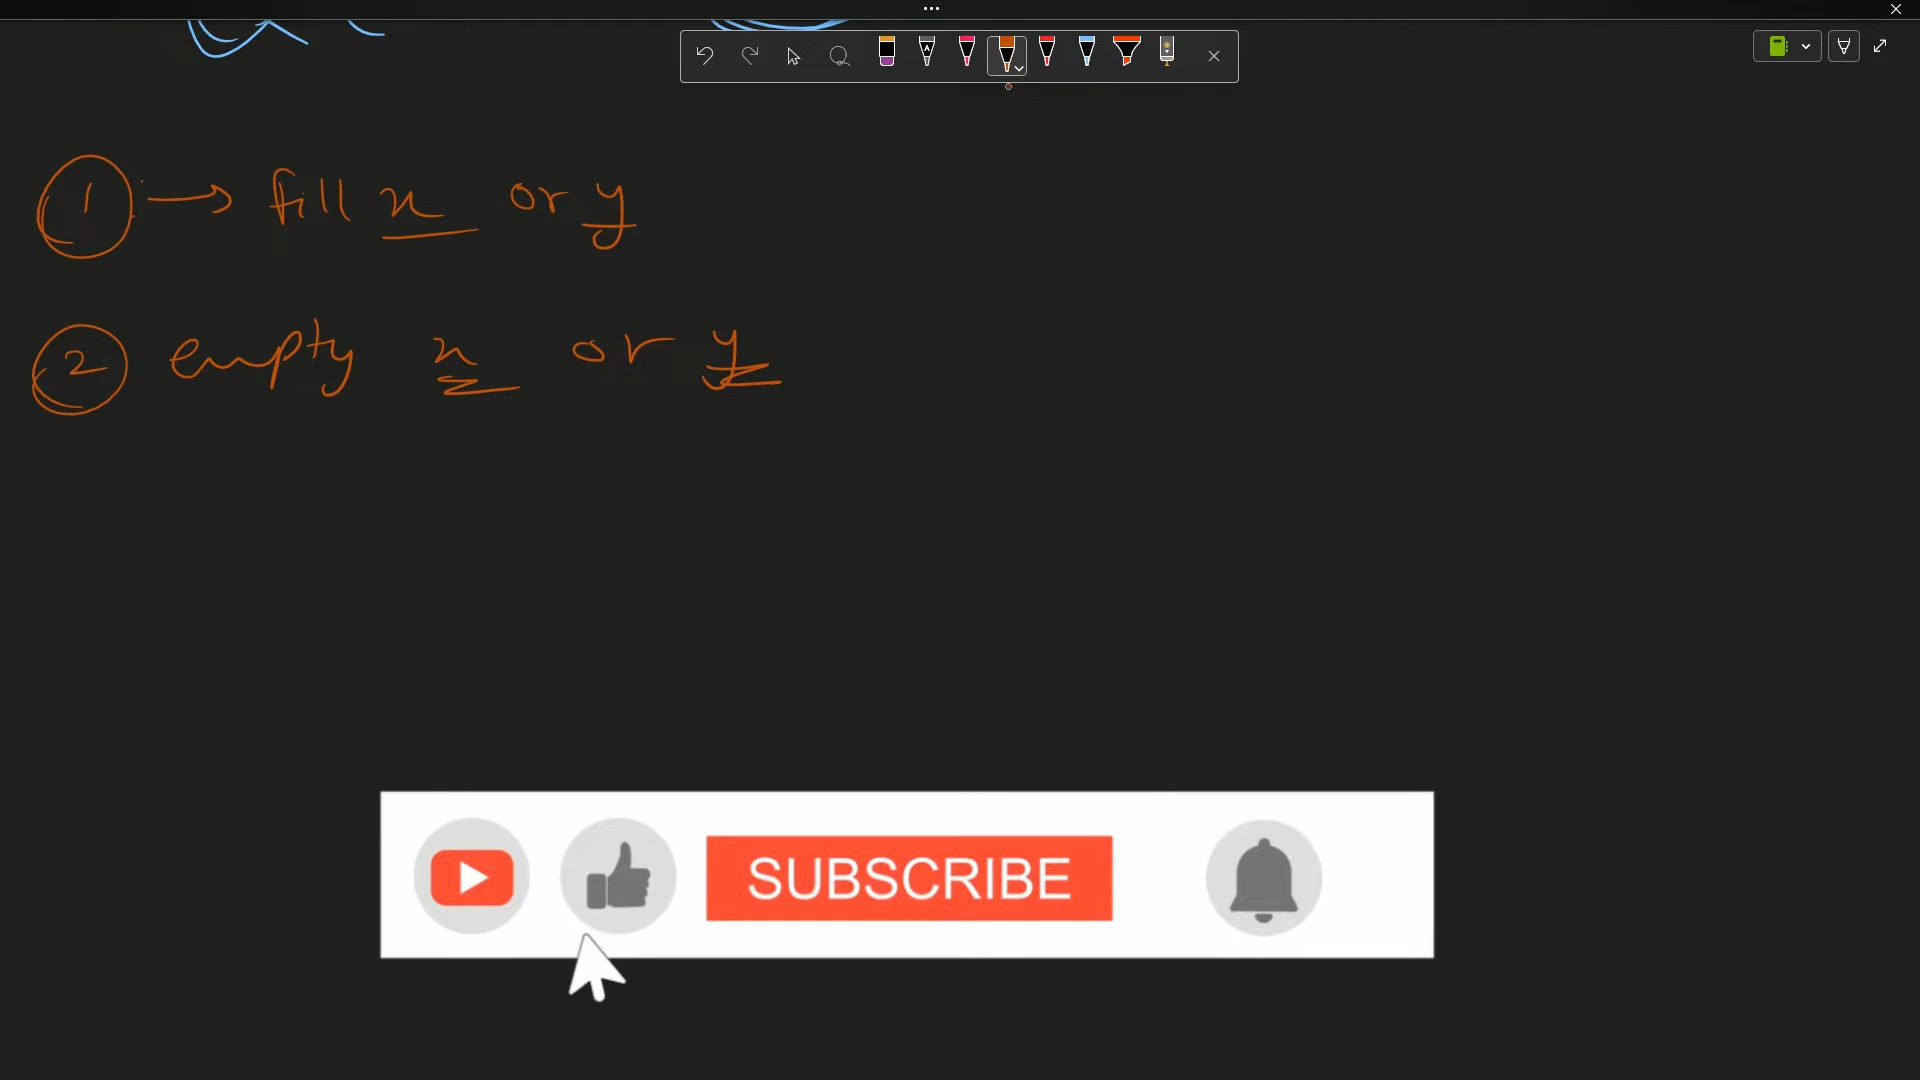 1 → fill x or y
2 empty x or y
SUBSCRIBE